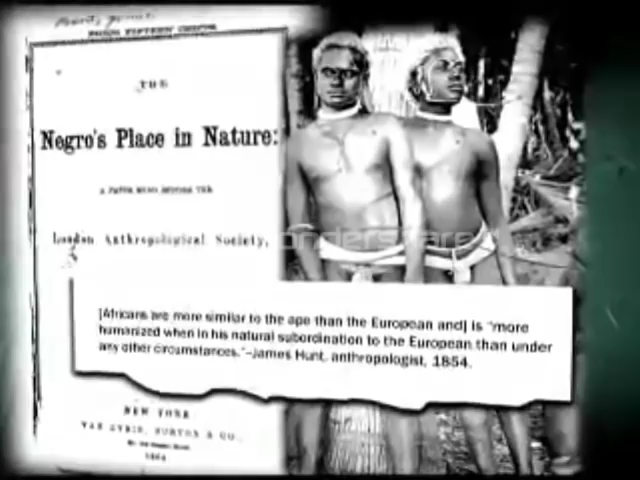 THE
Negro's Place in Nature:
A PAPER READ BEFORE THE
London Anthropological Society,
wondershare
[Africans are more similar to the ape than the European and] is "more
humanized when in his natural subordination to the European than under
any other circumstances."–James Hunt, anthropologist, 1854.
NEW YORK
VAN EVRIE, HORTON & CO.,
1864